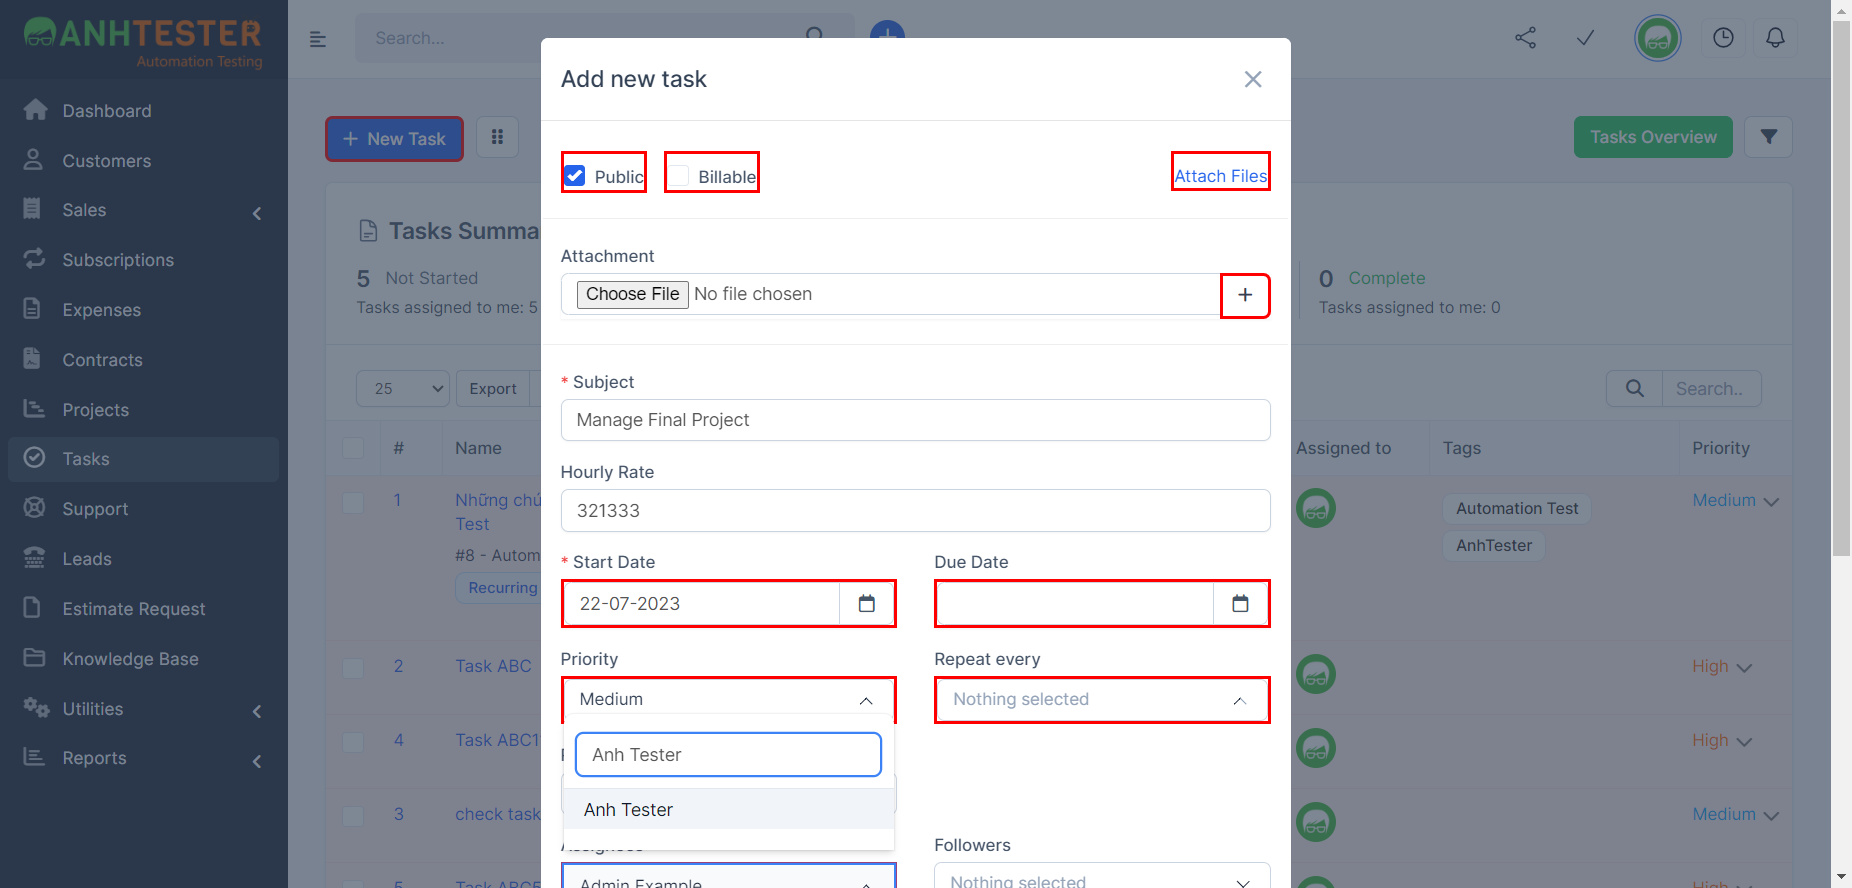 ANHTESTER
Automation Testing
Search...
Dashboard
Customers
Sales
Subscriptions
Expenses
Contracts
Projects
Tasks
Support
Leads
Estimate Request
Knowledge Base
Utilities
Reports
New Task
Tasks Overview
Tasks Summa
5 Not Started
Tasks assigned to me: 5
0 Complete
Tasks assigned to me: 0
25
Export
Search..
# Name
Assigned to Tags Priority
1
Những chú
Test
#8 - Autom
Recurring
Automation Test
AnhTester
Medium
2 Task ABC High
4 Task ABC1 High
3 check task Medium
5 High
Add new task
Public
Billable
Attach Files
Attachment
Choose File No file chosen
* Subject
Manage Final Project
Hourly Rate
321333
* Start Date
22-07-2023
Due Date
Priority
Medium
Repeat every
Nothing selected
Anh Tester
Anh Tester
Admin Example
Followers
Nothing selected